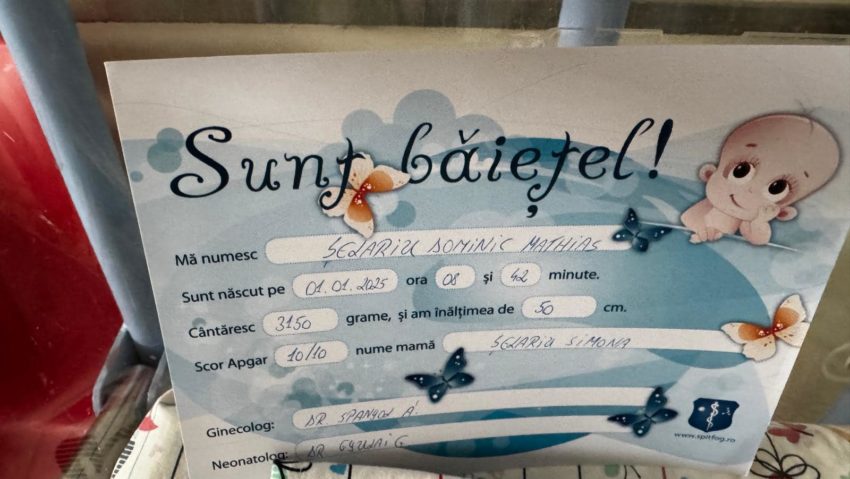 Sunt băiețel!
Mă numesc ȘELARIU DOMINIC MATHIAS
Sunt născut pe 01.01.2025 ora 08 și 42 minute.
Cântăresc 3150 grame, și am înălțimea de 50 cm.
Scor Apgar 10/10 nume mamă ȘELARIU SIMONA
Ginecolog: DR. SPANYOL A.
www.spitfog.ro
Neonatolog: DR